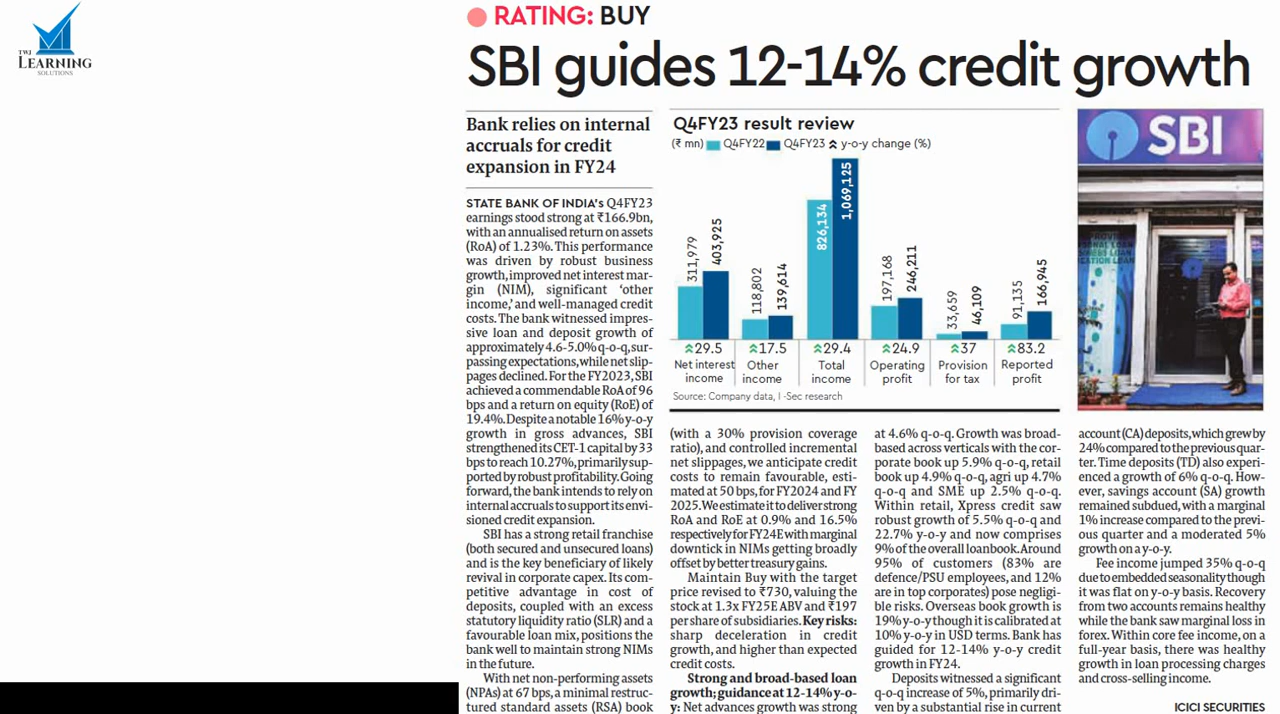 TWJ
LEARNING
SOLUTIONS
RATING: BUY
SBI guides 12-14% credit growth
Bank relies on internal
accruals for credit
expansion in FY24
STATE BANK OF INDIA's Q4FY23
earnings stood strong at ₹166.9bn,
with an annualised return on assets
(RoA) of 1.23%. This performance
was driven by robust business
growth, improved net interest mar-
gin (NIM), significant 'other
income,' and well-managed credit
costs. The bank witnessed impres-
sive loan and deposit growth of
approximately 4.6-5.0% q-o-q, sur-
passing expectations, while net slip-
pages declined. For the FY2023, SBI
achieved a commendable RoA of 96
bps and a return on equity (RoE) of
19.4%. Despite a notable 16% y-o-y
growth in gross advances, SBI
strengthened its CET-1 capital by 33
bps to reach 10.27%, primarily sup-
ported by robust profitability. Going
forward, the bank intends to rely on
internal accruals to support its envi-
sioned credit expansion.
SBI has a strong retail franchise
(both secured and unsecured loans)
and is the key beneficiary of likely
revival in corporate capex. Its com-
petitive advantage in cost of
deposits, coupled with an excess
statutory liquidity ratio (SLR) and a
favourable loan mix, positions the
bank well to maintain strong NIMs
in the future.
With net non-performing assets
(NPAs) at 67 bps, a minimal restruc-
tured standard assets (RSA) book
Q4FY23 result review
(₹ mn) Q4FY22 Q4FY23 y-o-y change (%)
311,979
403,925
118,802
139,614
826,134
1,069,125
197,168
246,211
33,659
46,109
91,135
166,945
29.5 17.5 29.4 24.9 37 83.2
Net interest income
Other income
Total income
Operating profit
Provision for tax
Reported profit
Source: Company data, I -Sec research
(with a 30% provision coverage
ratio), and controlled incremental
net slippages, we anticipate credit
costs to remain favourable, esti-
mated at 50 bps, for FY2024 and FY
2025. We estimate it to deliver strong
RoA and RoE at 0.9% and 16.5%
respectively for FY24E with marginal
downtick in NIMs getting broadly
offset by better treasury gains.
Maintain Buy with the target
price revised to ₹730, valuing the
stock at 1.3x FY25E ABV and ₹197
per share of subsidiaries. Key risks:
sharp deceleration in credit
growth, and higher than expected
credit costs.
Strong and broad-based loan
growth; guidance at 12-14% y-o-
y: Net advances growth was strong
at 4.6% q-o-q. Growth was broad-
based across verticals with the cor-
porate book up 5.9% q-o-q, retail
book up 4.9% q-o-q, agri up 4.7%
q-o-q and SME up 2.5% q-o-q.
Within retail, Xpress credit saw
robust growth of 5.5% q-o-q and
22.7% y-o-y and now comprises
9% of the overall loanbook. Around
95% of customers (83% are
defence/PSU employees, and 12%
are in top corporates) pose negligi-
ble risks. Overseas book growth is
19% y-o-y though it is calibrated at
10% y-o-y in USD terms. Bank has
guided for 12-14% y-o-y credit
growth in FY24.
Deposits witnessed a significant
q-o-q increase of 5%, primarily dri-
ven by a substantial rise in current
SBI
account (CA) deposits, which grew by
24% compared to the previous quar-
ter. Time deposits (TD) also experi-
enced a growth of 6% q-o-q. How-
ever, savings account (SA) growth
remained subdued, with a marginal
1% increase compared to the previ-
ous quarter and a moderated 5%
growth on a y-o-y.
Fee income jumped 35% q-o-q
due to embedded seasonality though
it was flat on y-o-y basis. Recovery
from two accounts remains healthy
while the bank saw marginal loss in
forex. Within core fee income, on a
full-year basis, there was healthy
growth in loan processing charges
and cross-selling income.
ICICI SECURITIES